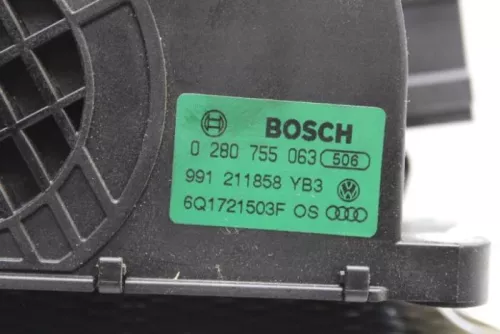 BOSCH
0 280 755 063 506
991 211858 YB3
6Q1721503F OS